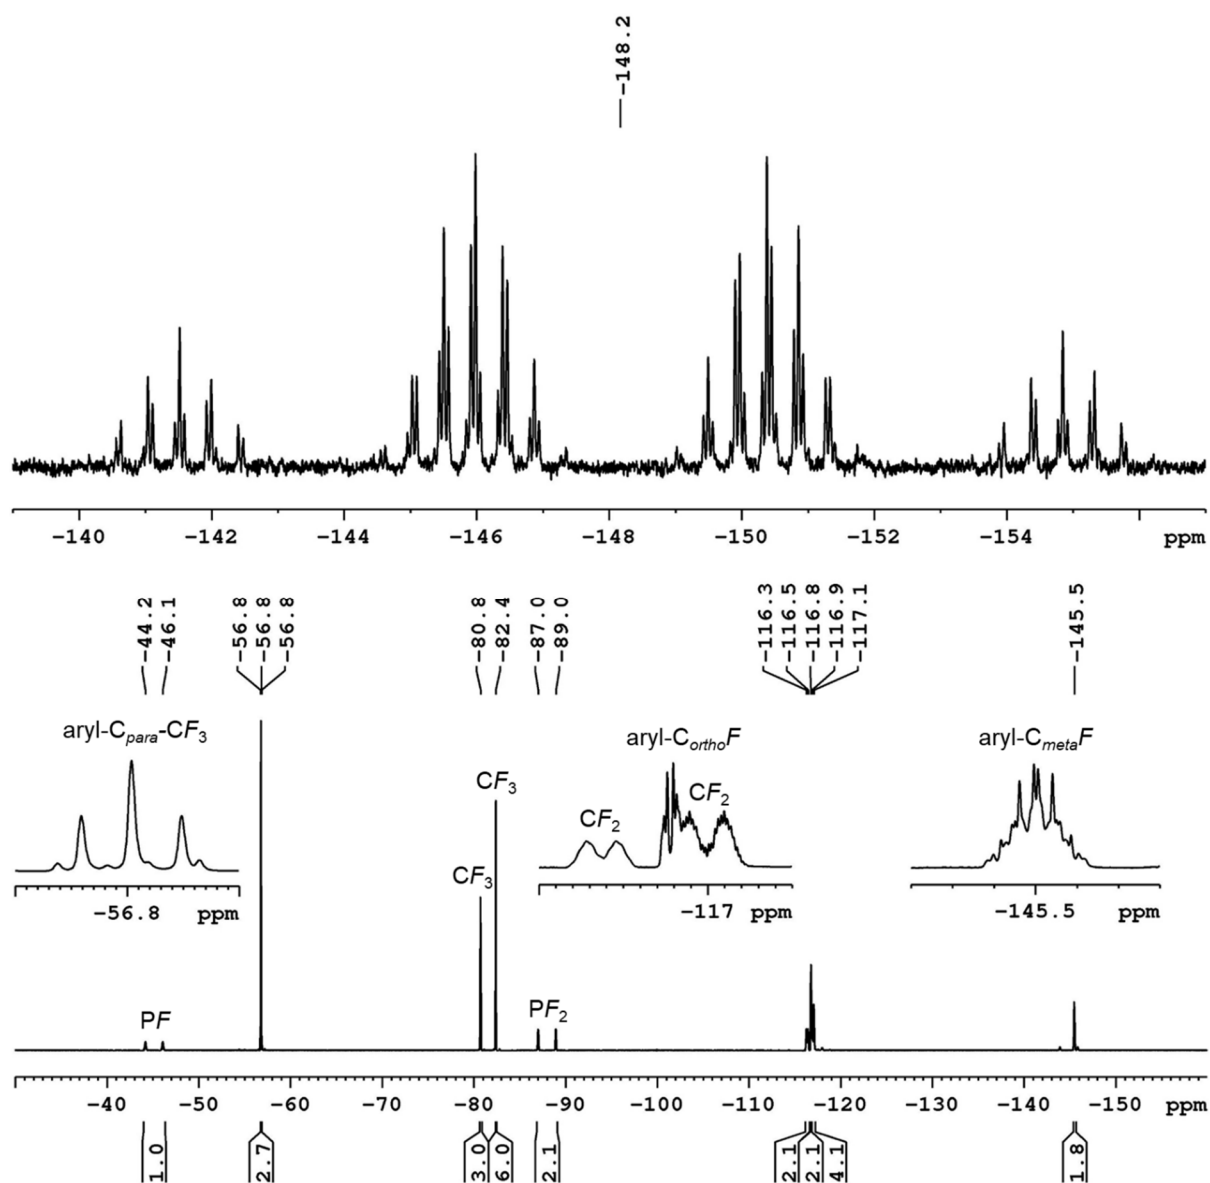 -148.2
-140 -142 -144 -146 -148 -150 -152 -154 ppm
-44.2 -46.1 -56.8 -56.8 -56.8 -80.8 -82.4 -87.0 -89.0 -116.3 -116.5 -116.8 -116.9 -117.1 -145.5
aryl-Cpara-CF3 aryl-CorthoF aryl-CmetaF
CF3 CF2 CF2
CF3
-56.8 ppm -117 ppm -145.5 ppm
PF PF2
-40 -50 -60 -70 -80 -90 -100 -110 -120 -130 -140 -150 ppm
1.0 2.7 3.0 6.0 2.1 2.1 2.1 4.1 1.8